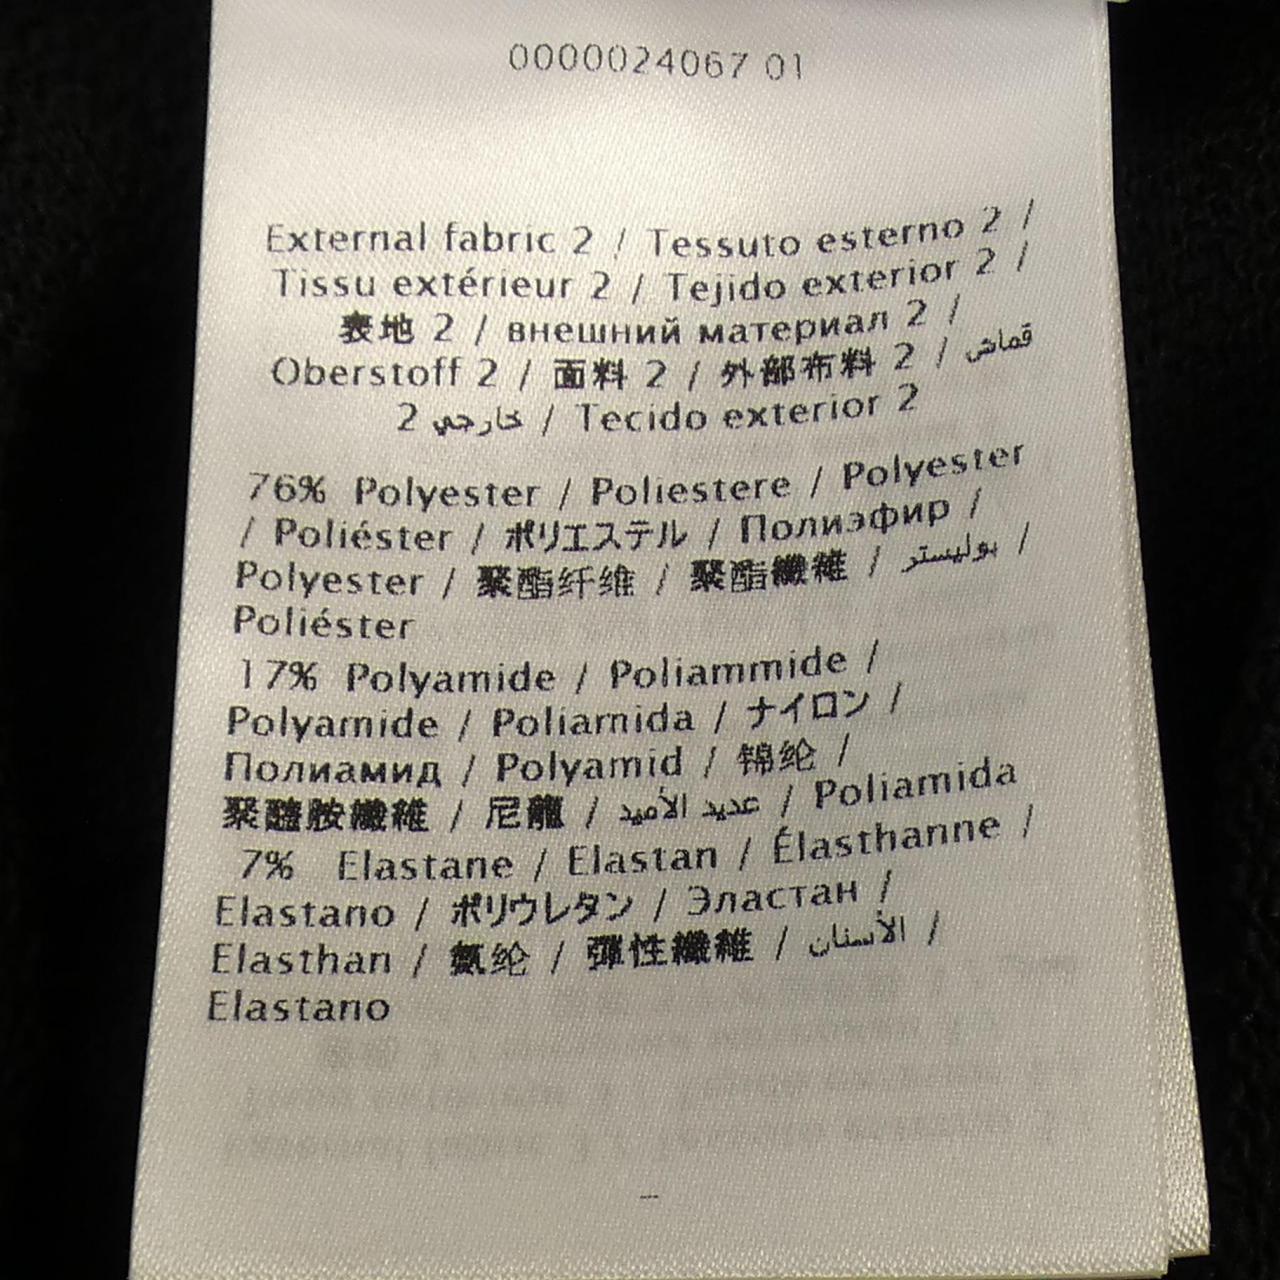 0000024067 01
External fabric 2 / Tessuto esterno 2 /
Tissu extérieur 2 / Tejido exterior 2 /
表地 2 / внешний материал 2 /
Oberstoff 2 / 面料 2 / 外部布料 2 / قماش
خارجي 2 / Tecido exterior 2
76% Polyester / Poliestere / Polyester
/ Poliéster / ポリエステル / Полиэфир /
Polyester / 聚酯纤维 / 聚酯纖維 / بوليستر /
Poliéster
17% Polyamide / Poliammide /
Polyamide / Poliamida / ナイロン /
Полиамид / Polyamid / 锦纶 /
聚醯胺纖維 / 尼龍 / عديد الأميد / Poliamida
7% Elastane / Elastan / Élasthanne /
Elastano / ポリウレタン / Эластан /
Elasthan / 氨纶 / 彈性纖維 / الأسنان /
Elastano